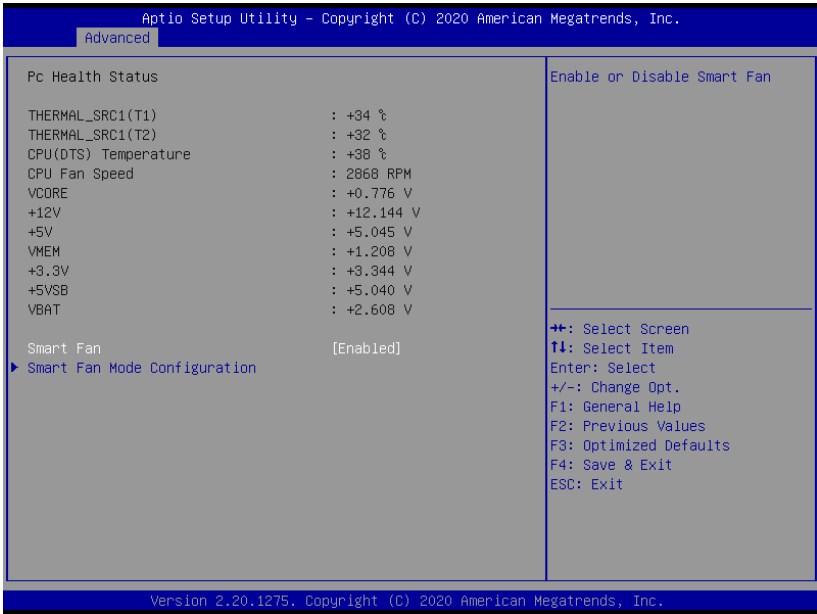 Aptio Setup Utility – Copyright (C) 2020 American Megatrends, Inc.
Advanced
Pc Health Status
THERMAL_SRC1(T1) : +34 ℃
THERMAL_SRC1(T2) : +32 ℃
CPU(DTS) Temperature : +38 ℃
CPU Fan Speed : 2868 RPM
VCORE : +0.776 V
+12V : +12.144 V
+5V : +5.045 V
VMEM : +1.208 V
+3.3V : +3.344 V
+5VSB : +5.040 V
VBAT : +2.608 V
Smart Fan [Enabled]
Smart Fan Mode Configuration
Enable or Disable Smart Fan
→←: Select Screen
↑↓: Select Item
Enter: Select
+/-: Change Opt.
F1: General Help
F2: Previous Values
F3: Optimized Defaults
F4: Save & Exit
ESC: Exit
Version 2.20.1275. Copyright (C) 2020 American Megatrends, Inc.